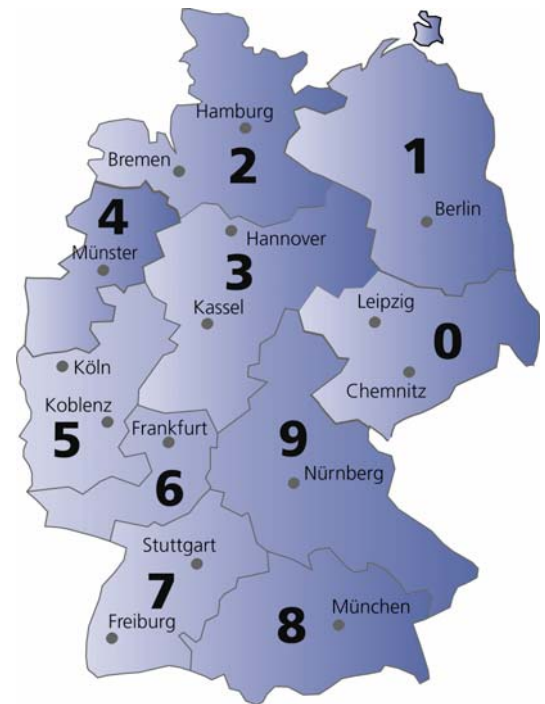 Hamburg
1
Bremen
2
Berlin
4
Hannover
Münster
3
Kassel
Leipzig
0
Köln
Chemnitz
Koblenz
Frankfurt
9
5
Nürnberg
6
Stuttgart
7
München
Freiburg
8